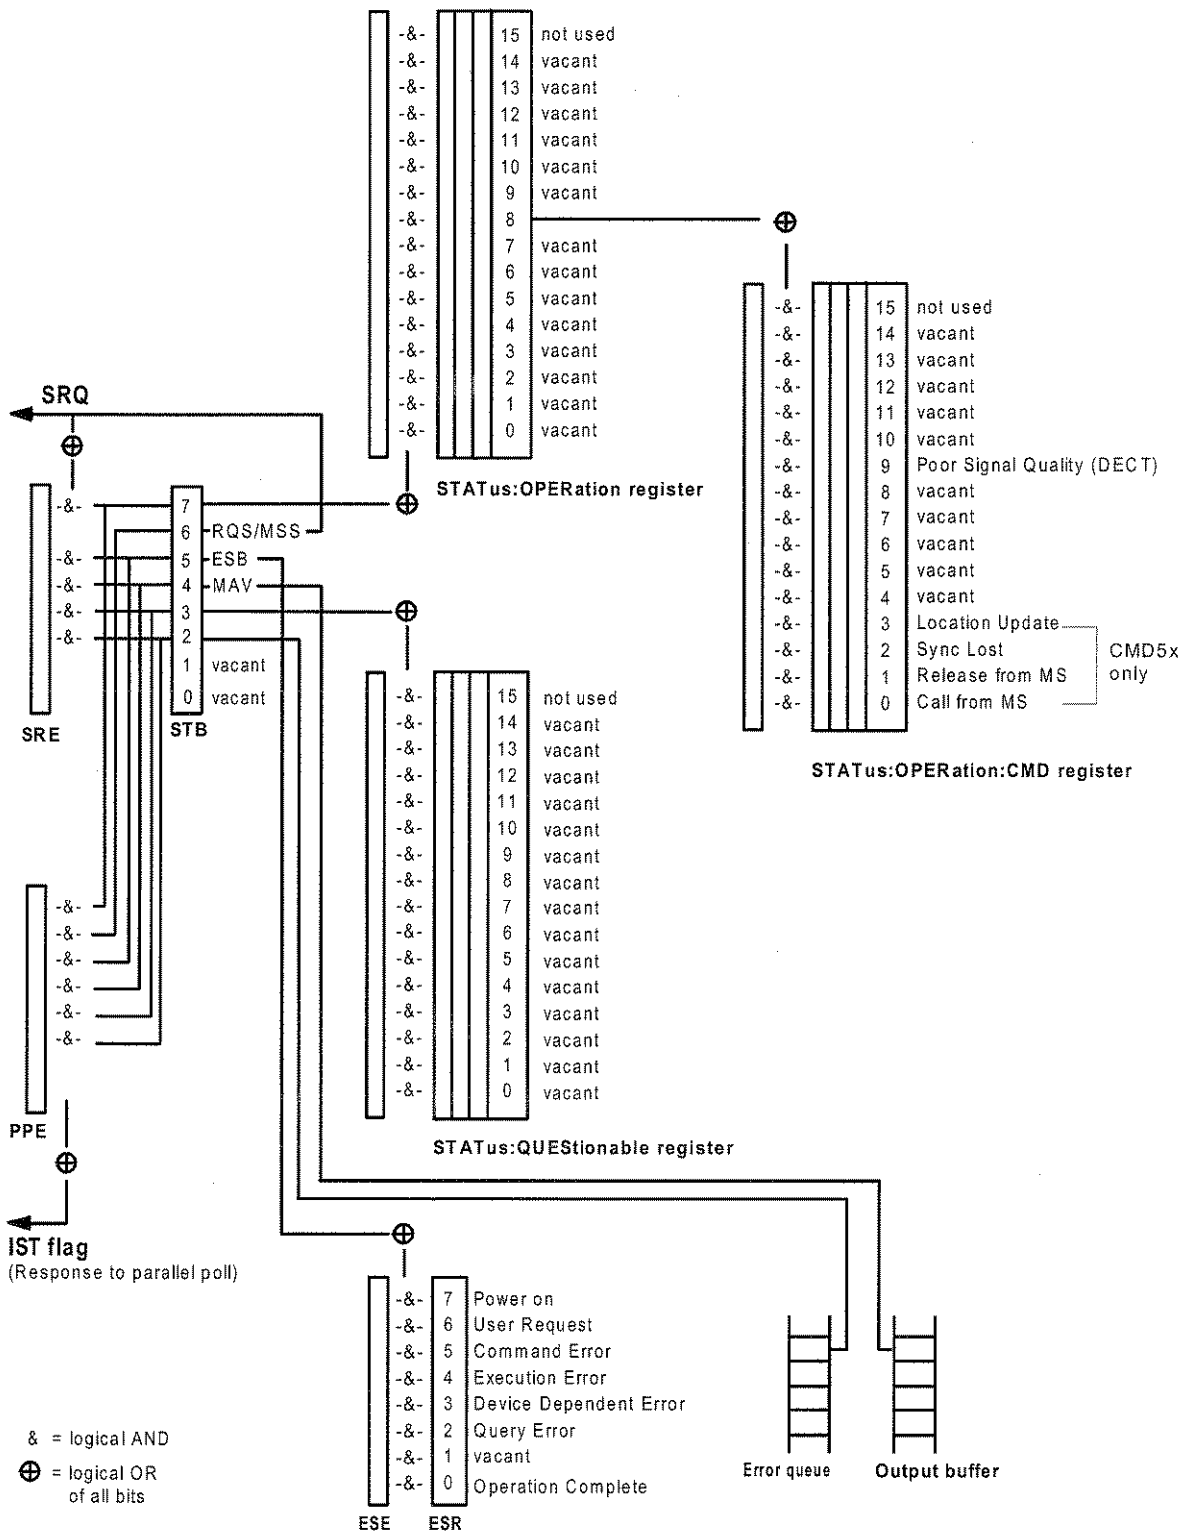 -&- 15 not used
-&- 14 vacant
-&- 13 vacant
-&- 12 vacant
-&- 11 vacant
-&- 10 vacant
-&- 9 vacant
-&- 8
-&- 7 vacant
-&- 6 vacant
-&- 5 vacant
-&- 4 vacant
-&- 3 vacant
-&- 2 vacant
-&- 1 vacant
-&- 0 vacant
STATus:OPERation register
-&- 15 not used
-&- 14 vacant
-&- 13 vacant
-&- 12 vacant
-&- 11 vacant
-&- 10 vacant
-&- 9 Poor Signal Quality (DECT)
-&- 8 vacant
-&- 7 vacant
-&- 6 vacant
-&- 5 vacant
-&- 4 vacant
-&- 3 Location Update
-&- 2 Sync Lost
-&- 1 Release from MS
-&- 0 Call from MS
CMD5x
only
STATus:OPERation:CMD register
SRQ
-&- 7
6 RQS/MSS
-&- 5 ESB
-&- 4 MAV
-&- 3
-&- 2
1 vacant
0 vacant
SRE
STB
-&- 15 not used
-&- 14 vacant
-&- 13 vacant
-&- 12 vacant
-&- 11 vacant
-&- 10 vacant
-&- 9 vacant
-&- 8 vacant
-&- 7 vacant
-&- 6 vacant
-&- 5 vacant
-&- 4 vacant
-&- 3 vacant
-&- 2 vacant
-&- 1 vacant
-&- 0 vacant
STATus:QUEStionable register
-&-
-&-
-&-
-&-
-&-
-&-
PPE
IST flag
(Response to parallel poll)
-&- 7 Power on
-&- 6 User Request
-&- 5 Command Error
-&- 4 Execution Error
-&- 3 Device Dependent Error
-&- 2 Query Error
-&- 1 vacant
-&- 0 Operation Complete
ESE
ESR
Error queue
Output buffer
& = logical AND
⊕ = logical OR
of all bits